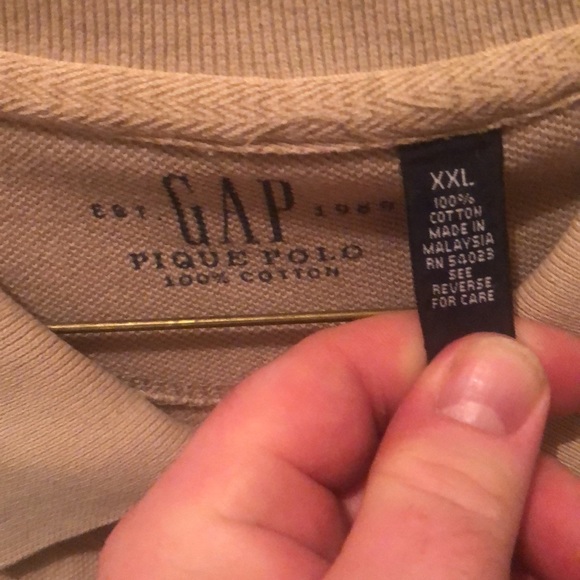 EST. GAP 1969
PIQUE POLO
100% COTTON
XXL
100%
COTTON
MADE IN
MALAYSIA
RN 54023
SEE
REVERSE
FOR CARE